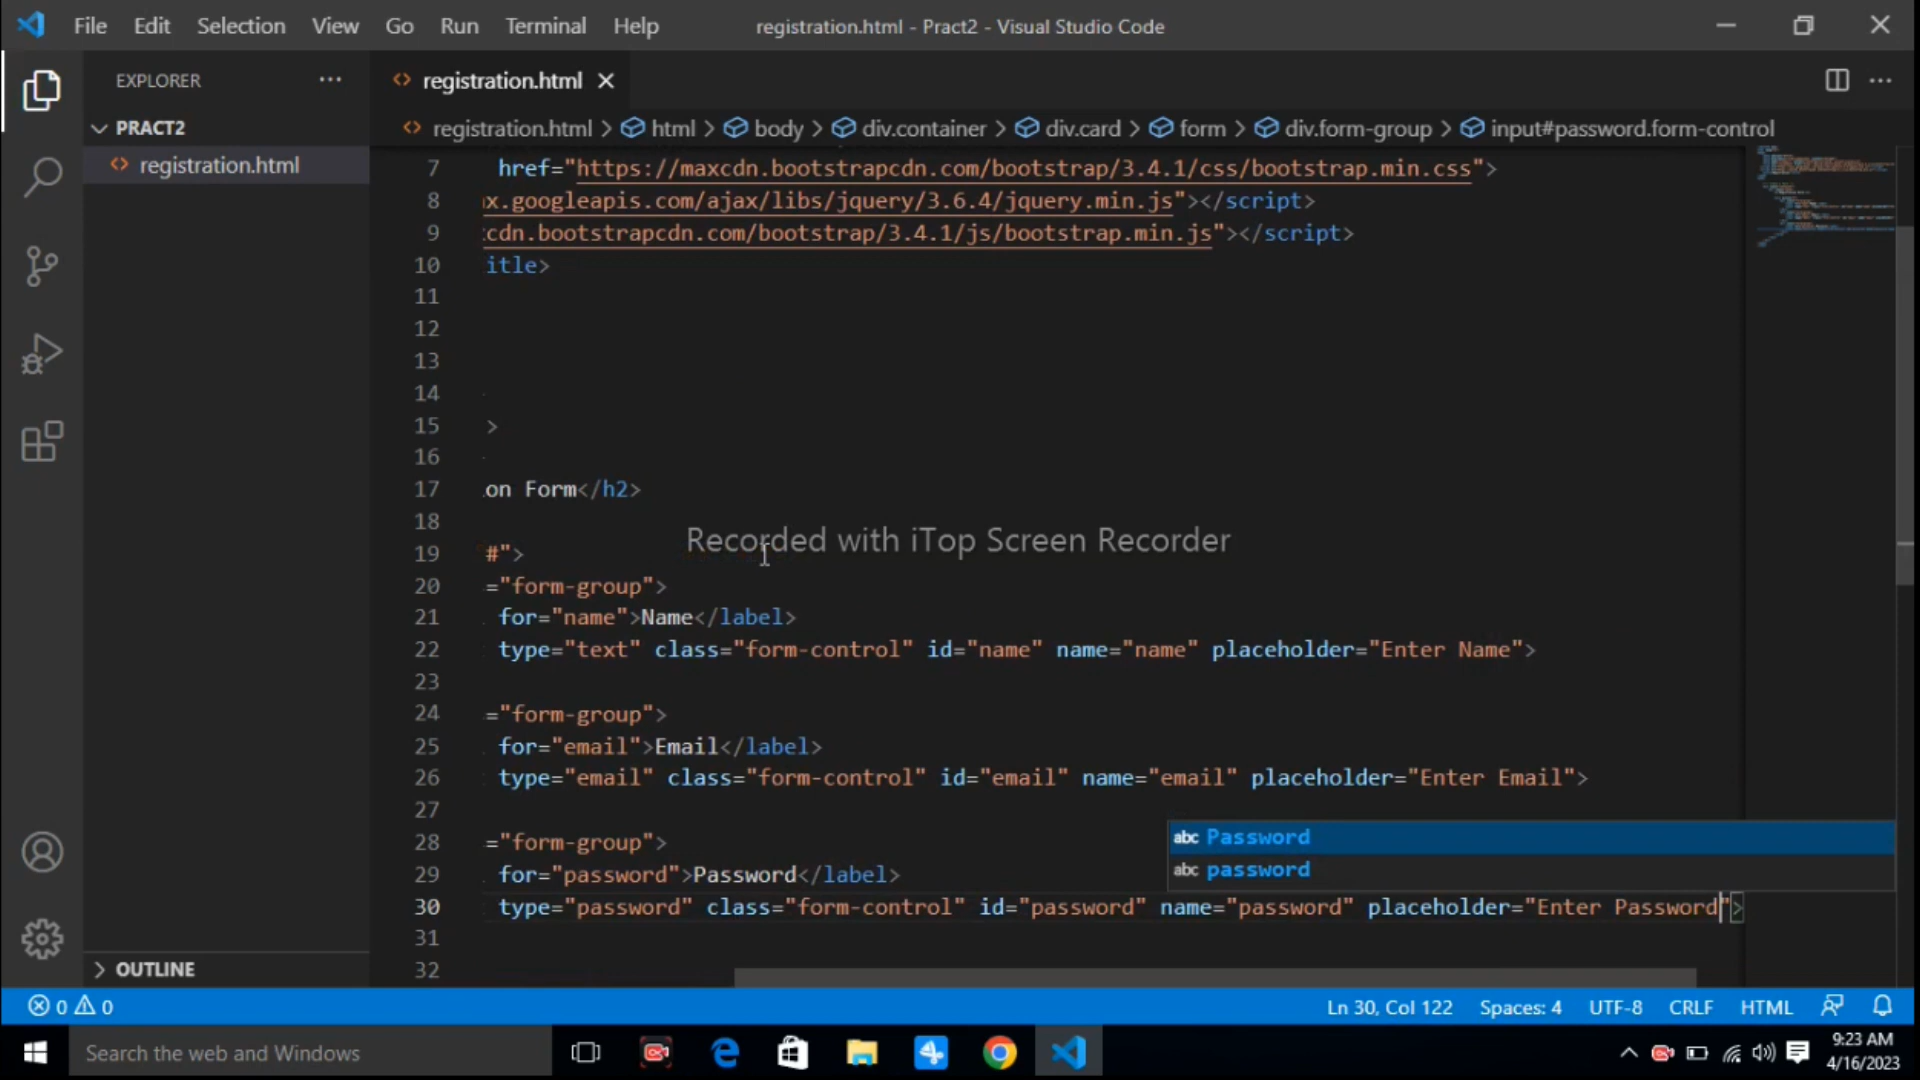 File Edit Selection View Go Run Terminal Help registration.html - Pract2 - Visual Studio Code
EXPLORER
PRACT2
registration.html
OUTLINE
registration.html
registration.html > html > body > div.container > div.card > form > div.form-group > input#password.form-control
7 href="https://maxcdn.bootstrapcdn.com/bootstrap/3.4.1/css/bootstrap.min.css">
8 x.googleapis.com/ajax/libs/jquery/3.6.4/jquery.min.js"></script>
9 cdn.bootstrapcdn.com/bootstrap/3.4.1/js/bootstrap.min.js"></script>
10 itle>
11
12
13
14
15 >
16
17 on Form</h2>
18
Recorded with iTop Screen Recorder
19 #">
20 ="form-group">
21 for="name">Name</label>
22 type="text" class="form-control" id="name" name="name" placeholder="Enter Name">
23
24 ="form-group">
25 for="email">Email</label>
26 type="email" class="form-control" id="email" name="email" placeholder="Enter Email">
27
28 ="form-group">
29 for="password">Password</label>
30 type="password" class="form-control" id="password" name="password" placeholder="Enter Password">
31
32
abc Password
abc password
0 0 Ln 30, Col 122 Spaces: 4 UTF-8 CRLF HTML
Search the web and Windows
9:23 AM
4/16/2023